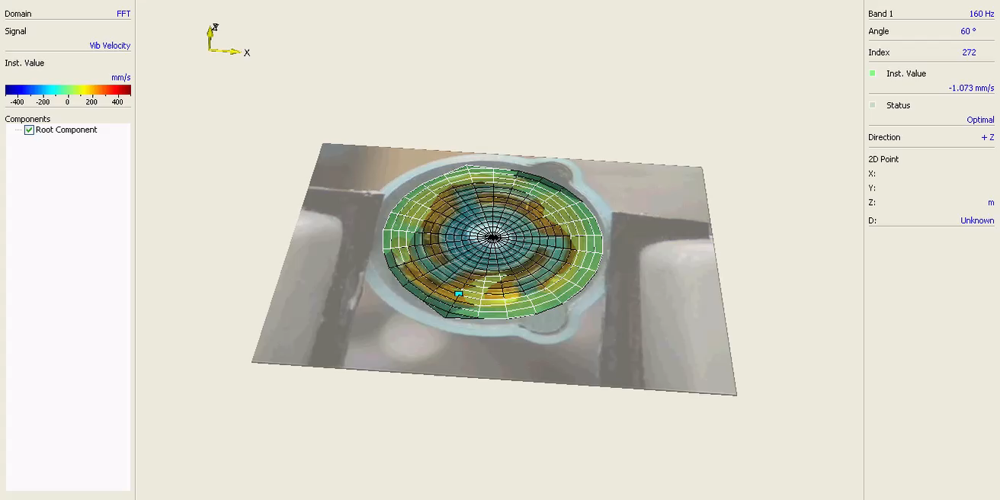 Domain FFT
Signal
Vib Velocity
Inst. Value
mm/s
-400 -200 0 200 400
Components
Root Component
Z
X
Band 1 160 Hz
Angle 60 °
Index 272
Inst. Value
-1.073 mm/s
Status
Optimal
Direction + Z
2D Point
X:
Y:
Z: m
D: Unknown